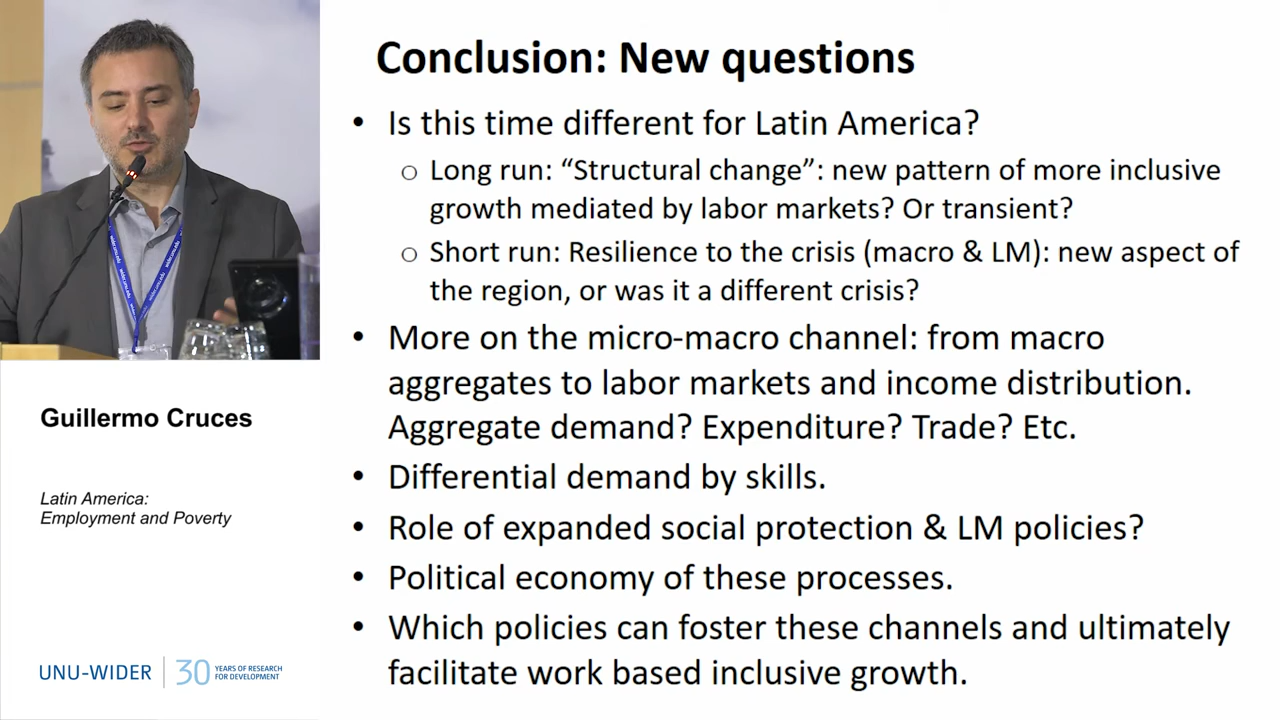 Conclusion: New questions
• Is this time different for Latin America?
o Long run: “Structural change”: new pattern of more inclusive
growth mediated by labor markets? Or transient?
o Short run: Resilience to the crisis (macro & LM): new aspect of
the region, or was it a different crisis?
• More on the micro-macro channel: from macro
aggregates to labor markets and income distribution.
Aggregate demand? Expenditure? Trade? Etc.
• Differential demand by skills.
• Role of expanded social protection & LM policies?
• Political economy of these processes.
• Which policies can foster these channels and ultimately
facilitate work based inclusive growth.
Guillermo Cruces
Latin America:
Employment and Poverty
UNU-WIDER
30 YEARS OF RESEARCH
FOR DEVELOPMENT